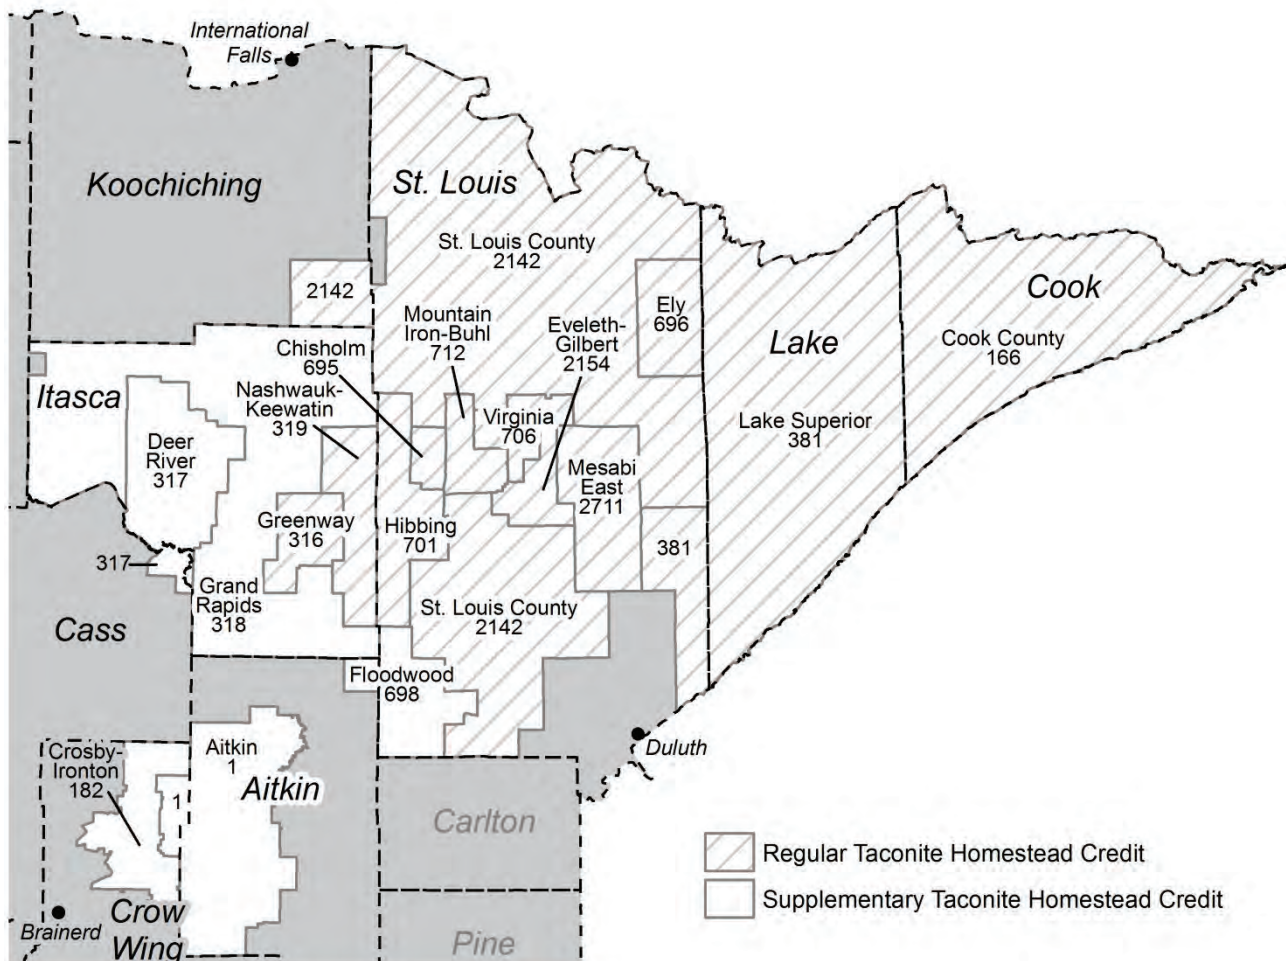 International
Falls
Koochiching
St. Louis
St. Louis County
2142
2142
Ely
696
Cook
Lake
Cook County
166
Mountain
Iron-Buhl
712
Eveleth-
Gilbert
2154
Chisholm
695
Nashwauk-
Keewatin
319
Itasca
Deer
River
317
Virginia
706
Lake Superior
381
Mesabi
East
2711
Greenway
316
Hibbing
701
381
317
Grand
Rapids
318
St. Louis County
2142
Cass
Floodwood
698
Duluth
Crosby-
Ironton
182
Aitkin
1
1
Aitkin
Carlton
Regular Taconite Homestead Credit
Supplementary Taconite Homestead Credit
Crow
Wing
Brainerd
Pine